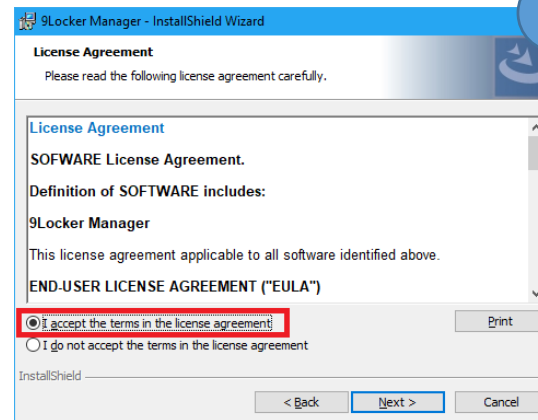 9Locker Manager - InstallShield Wizard
License Agreement
Please read the following license agreement carefully.
License Agreement
SOFWARE License Agreement.
Definition of SOFTWARE includes:
9Locker Manager
This license agreement applicable to all software identified above.
END-USER LICENSE AGREEMENT ("EULA")
I accept the terms in the license agreement
Print
I do not accept the terms in the license agreement
InstallShield
< Back Next > Cancel